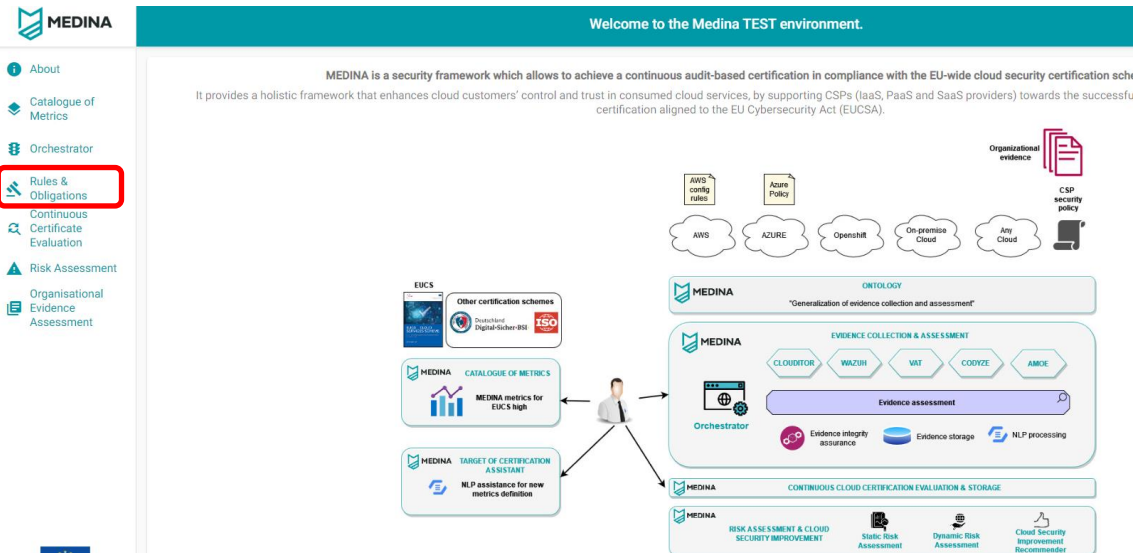 MEDINA
Welcome to the Medina TEST environment.
About
Catalogue of
Metrics
Orchestrator
Rules &
Obligations
Continuous
Certificate
Evaluation
Risk Assessment
Organisational
Evidence
Assessment
MEDINA is a security framework which allows to achieve a continuous audit-based certification in compliance with the EU-wide cloud security certification sche
It provides a holistic framework that enhances cloud customers' control and trust in consumed cloud services, by supporting CSPs (IaaS, PaaS and SaaS providers) towards the successfu
certification aligned to the EU Cybersecurity Act (EUCSA).
Organizational
evidence
AWS
config
rules
Azure
Policy
CSP
security
policy
AWS
AZURE
Openshift
On-premise
Cloud
Any
Cloud
EUCS
Other certification schemes
Deutschland
Digital-Sicher-BSI
ISO
MEDINA
ONTOLOGY
"Generalization of evidence collection and assessment"
MEDINA
EVIDENCE COLLECTION & ASSESSMENT
CLOUDITOR
WAZUH
VAT
CODYZE
AMOE
Evidence assessment
Orchestrator
Evidence integrity
assurance
Evidence storage
NLP processing
MEDINA
CATALOGUE OF METRICS
MEDINA metrics for
EUCS high
MEDINA
TARGET OF CERTIFICATION
ASSISTANT
NLP assistance for new
metrics definition
MEDINA
CONTINUOUS CLOUD CERTIFICATION EVALUATION & STORAGE
MEDINA
RISK ASSESSMENT & CLOUD
SECURITY IMPROVEMENT
Static Risk
Assessment
Dynamic Risk
Assessment
Cloud Security
Improvement
Recommender